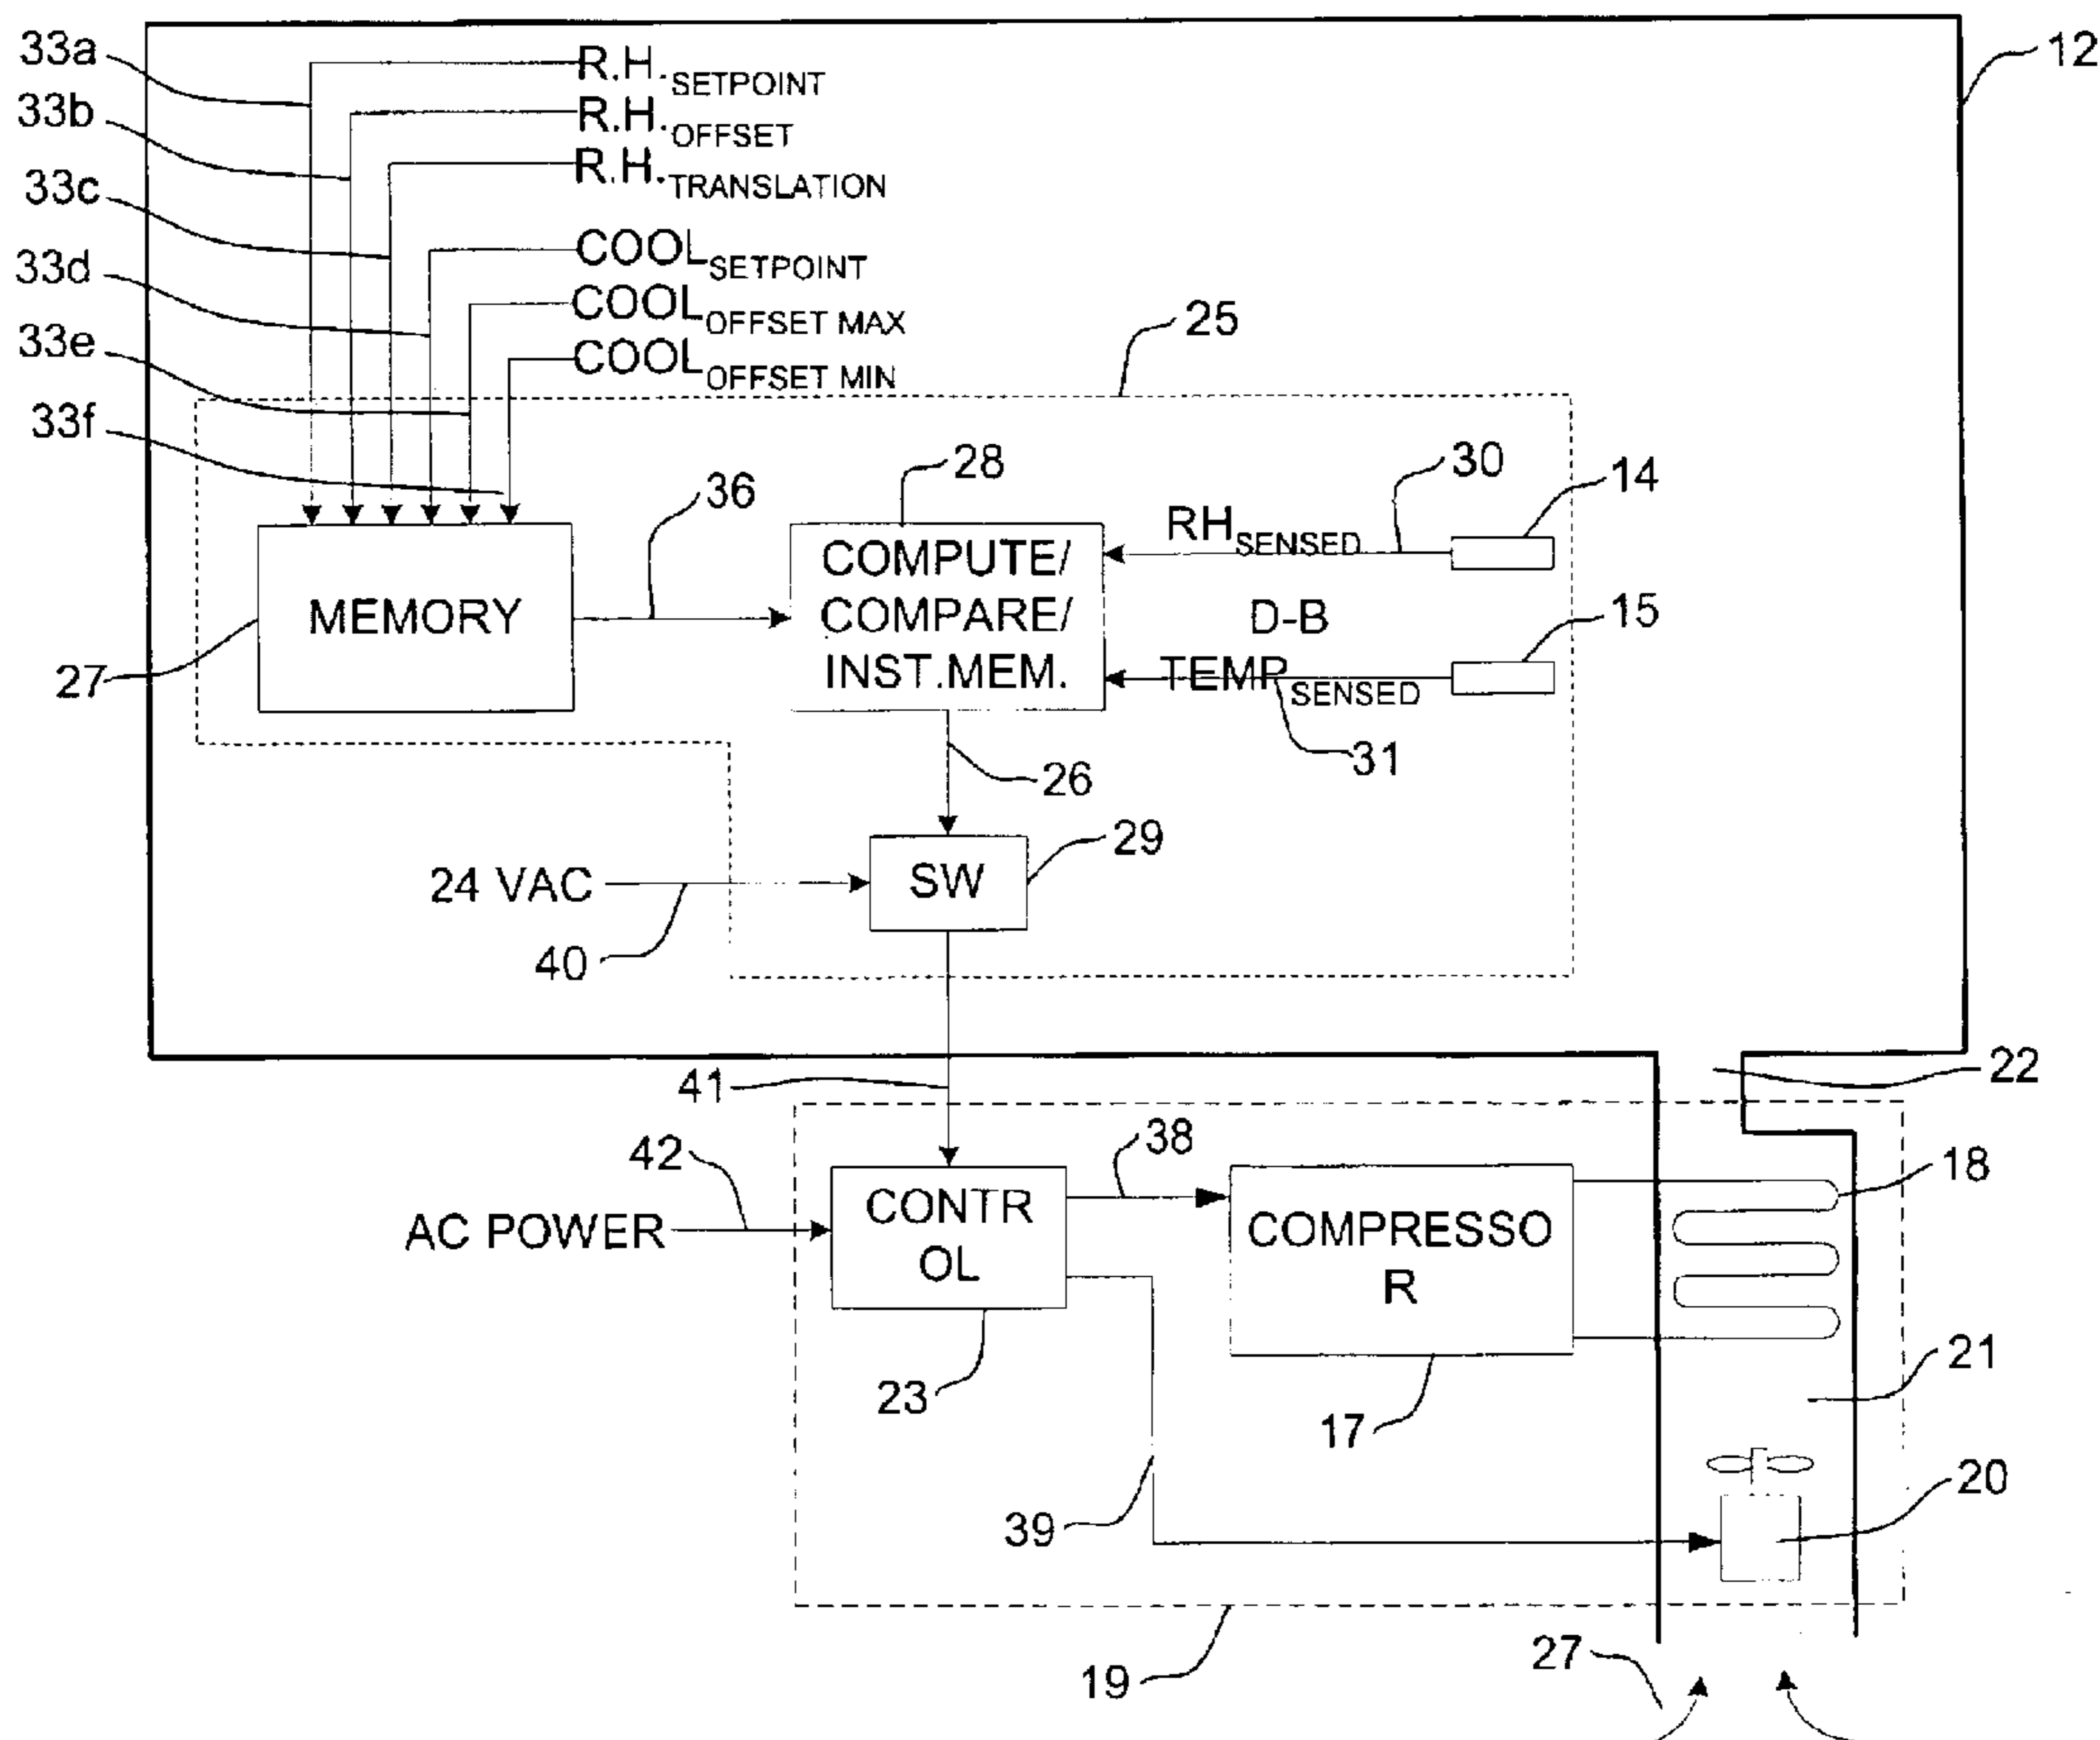 33a
R.H.SETPOINT
12
33b
R.H.OFFSET
33c
R.H.TRANSLATION
33d
COOLSETPOINT
33e
COOLOFFSET MAX
25
33f
COOLOFFSET MIN
36
28
30
14
RHSENSED
COMPUTE/
COMPARE/
INST.MEM.
MEMORY
D-B
15
27
TEMPSENSED
31
26
29
24 VAC
SW
40
41
22
42
38
18
AC POWER
CONTR
OL
COMPRESSO
R
23
17
21
20
39
19
27